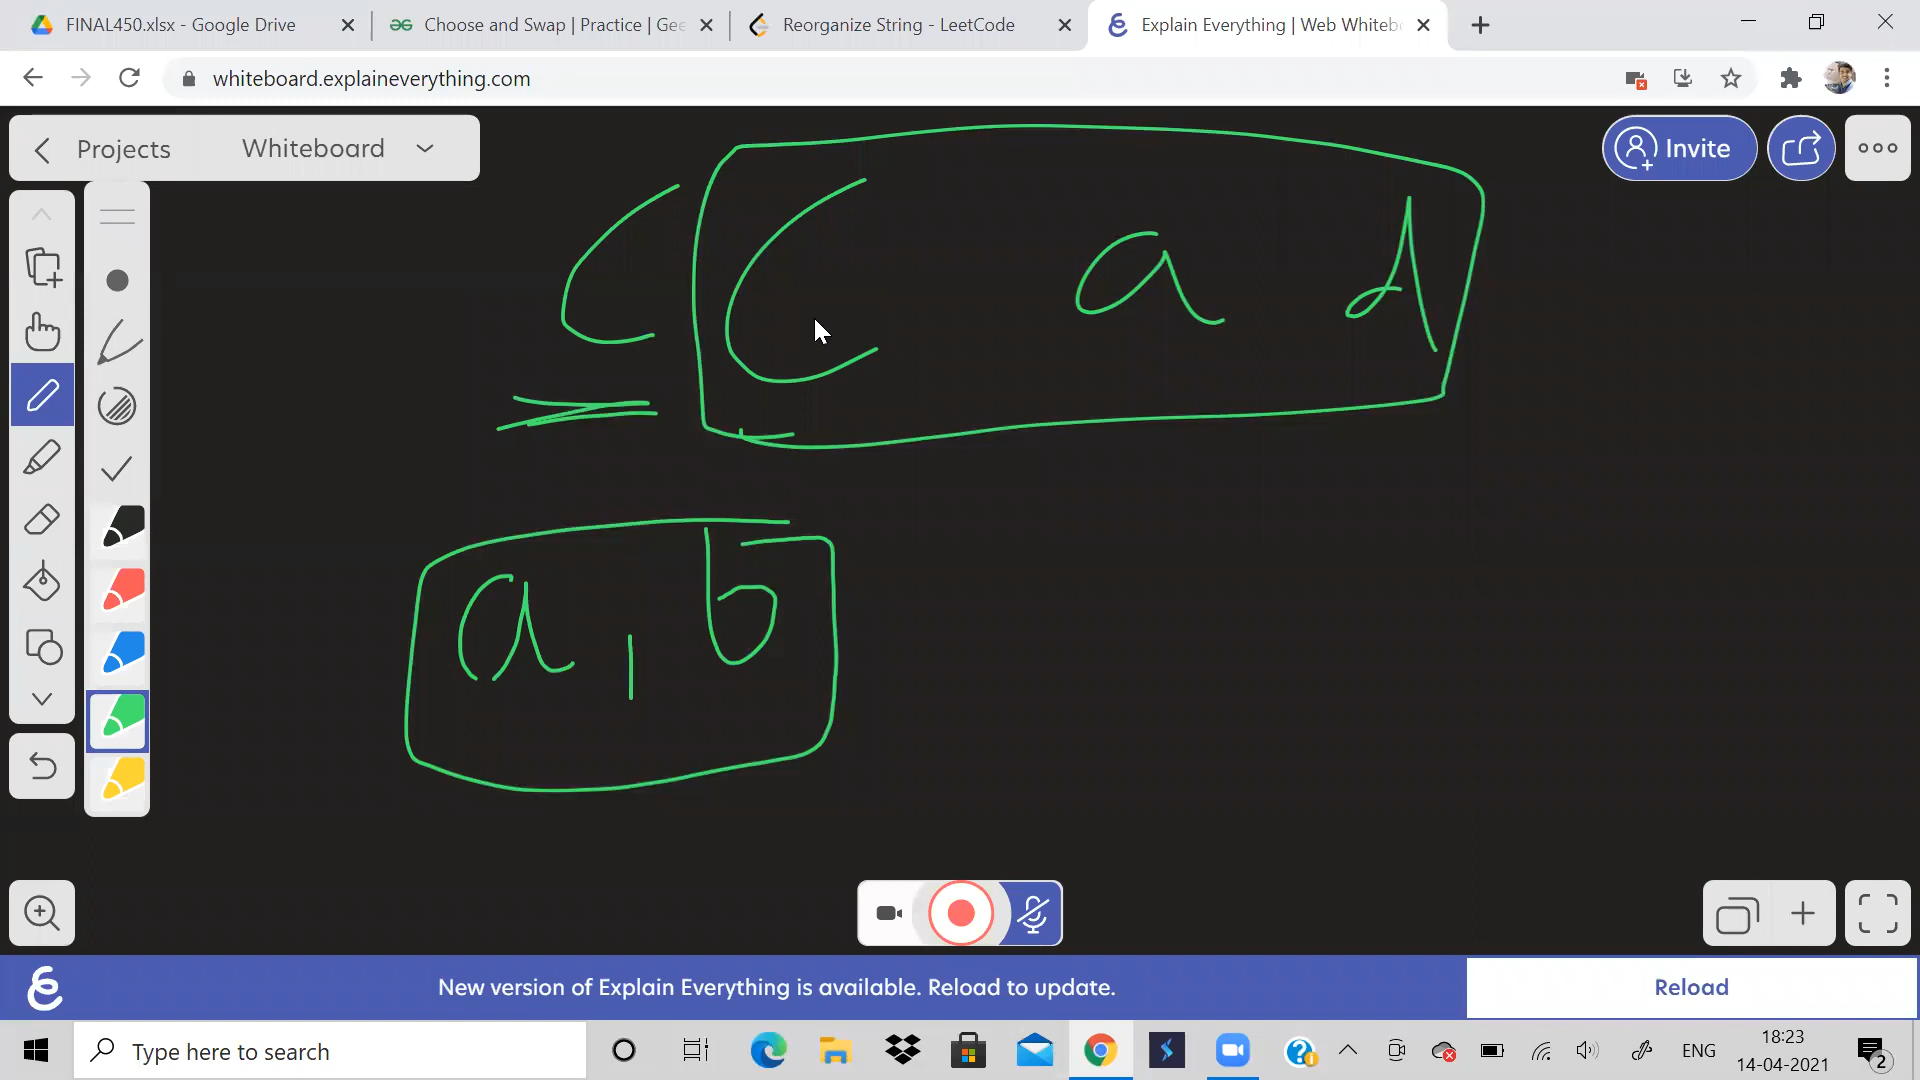 FINAL450.xlsx - Google Drive
Choose and Swap | Practice | Gee
Reorganize String - LeetCode
Explain Everything | Web Whiteb
whiteboard.explaineverything.com
Projects
Whiteboard
Invite
c c a d
a, b
New version of Explain Everything is available. Reload to update.
Reload
Type here to search
ENG
18:23
14-04-2021
2